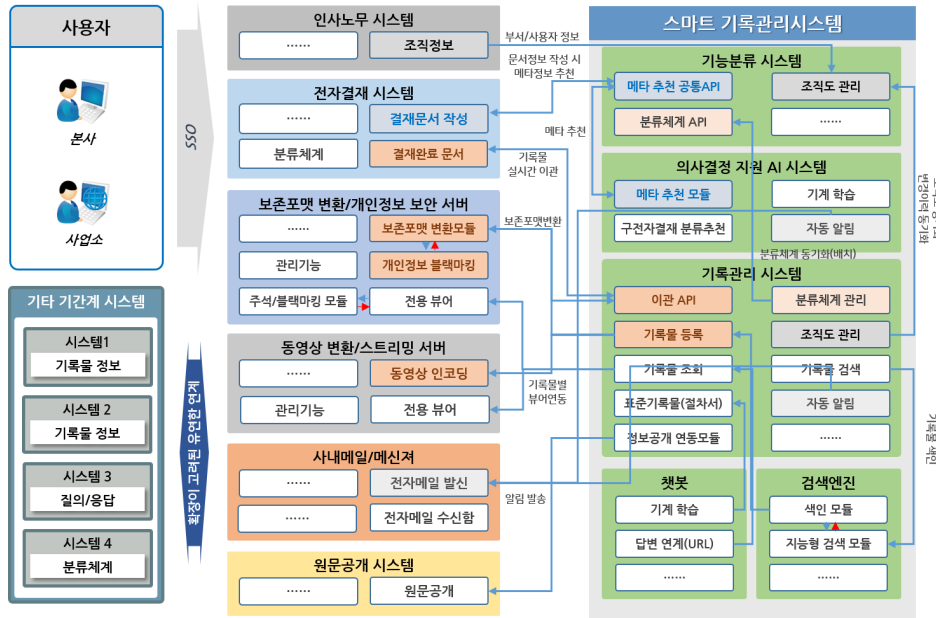 사용자
본사
사업소
기타 기간계 시스템
시스템1
기록물 정보
시스템 2
기록물 정보
시스템 3
질의/응답
시스템 4
분류체계
SSO
확장이 고려된 유연한 연계
인사노무 시스템
……
조직정보
전자결재 시스템
……
결재문서 작성
분류체계
결재완료 문서
보존포맷 변환/개인정보 보안 서버
……
보존포맷 변환모듈
관리기능
개인정보 블랙마킹
주석/블랙마킹 모듈
전용 뷰어
동영상 변환/스트리밍 서버
……
동영상 인코딩
관리기능
전용 뷰어
사내메일/메신져
……
전자메일 발신
……
전자메일 수신함
원문공개 시스템
……
원문공개
부서/사용자 정보
문서정보 작성 시
메타정보 추천
메타 추천
기록물
실시간 이관
보존포맷변환
기록물별
뷰어연동
알림 발송
스마트 기록관리시스템
기능분류 시스템
메타 추천 공통API
조직도 관리
분류체계 API
……
의사결정 지원 AI 시스템
메타 추천 모듈
기계 학습
구전자결재 분류추천
자동 알림
분류체계 동기화(배치)
기록관리 시스템
이관 API
분류체계 관리
기록물 등록
조직도 관리
기록물 조회
기록물 검색
표준기록물(절차서)
자동 알림
정보공개 연동모듈
……
챗봇
기계 학습
답변 연계(URL)
……
검색엔진
색인 모듈
지능형 검색 모듈
……
변경이력 동기화
기록물 색인